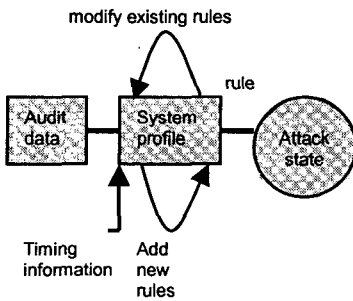 modify existing rules
rule
Audit
data
System
profile
Attack
state
Timing
information
Add
new
rules